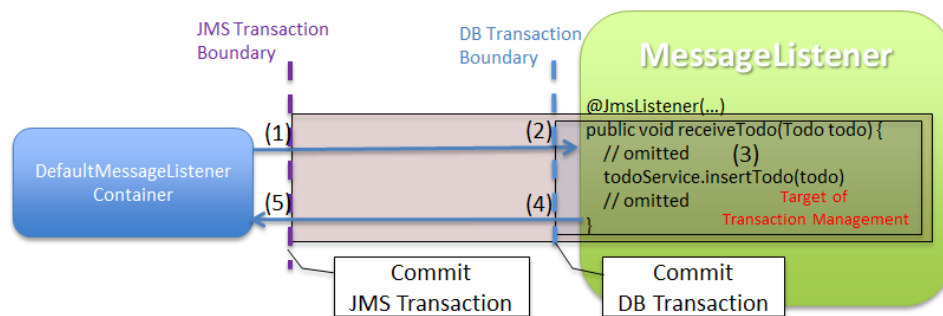 JMS Transaction
Boundary
DB Transaction
Boundary
MessageListener
@JmsListener(...)
(1)
(2)
public void receiveTodo(Todo todo) {
// omitted
(3)
DefaultMessageListener
Container
todoService.insertTodo(todo)
(5)
(4)
// omitted
Target of
Transaction Management
}
Commit
JMS Transaction
Commit
DB Transaction